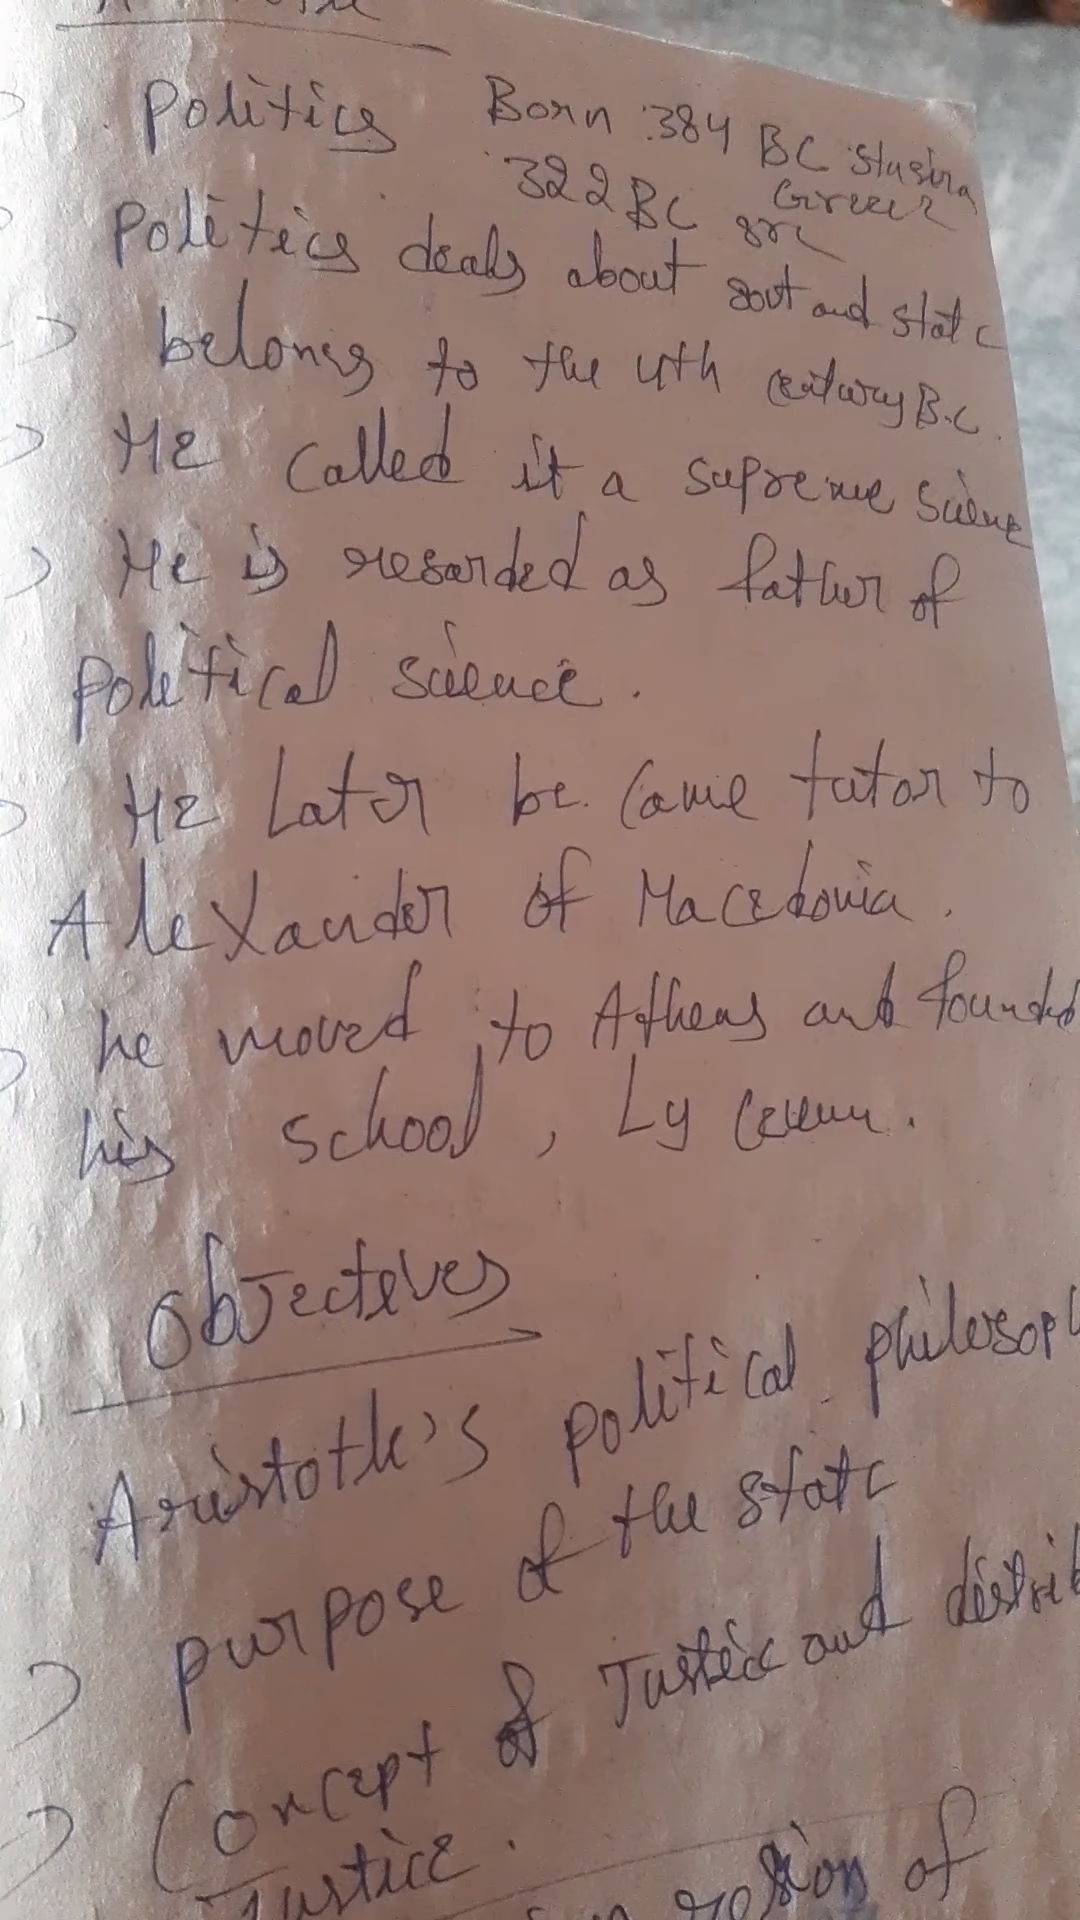 Politics Born :384 BC Stagira
322 BC Greece
Politics deals about govt and state
belongs to the 4th century B.C.
He called it a supreme science
He is regarded as father of
political science.
He Later be came tutor to
Alexander of Macedonia.
he moved to Athens and founded
his school, Lyceum.
Objectives
Aristotle's political philosoph
purpose of the state
Concept of Justice and distrib
Justice.
of